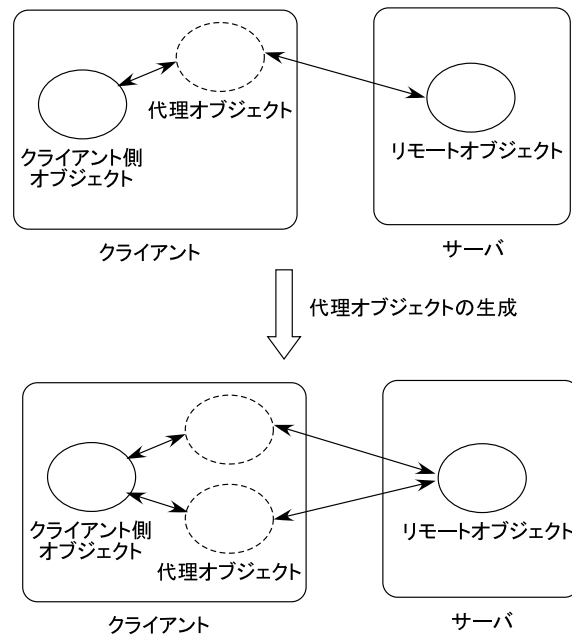 代理オブジェクト
クライアント側
オブジェクト
リモートオブジェクト
クライアント
サーバ
代理オブジェクトの生成
クライアント側
オブジェクト
代理オブジェクト
リモートオブジェクト
クライアント
サーバ